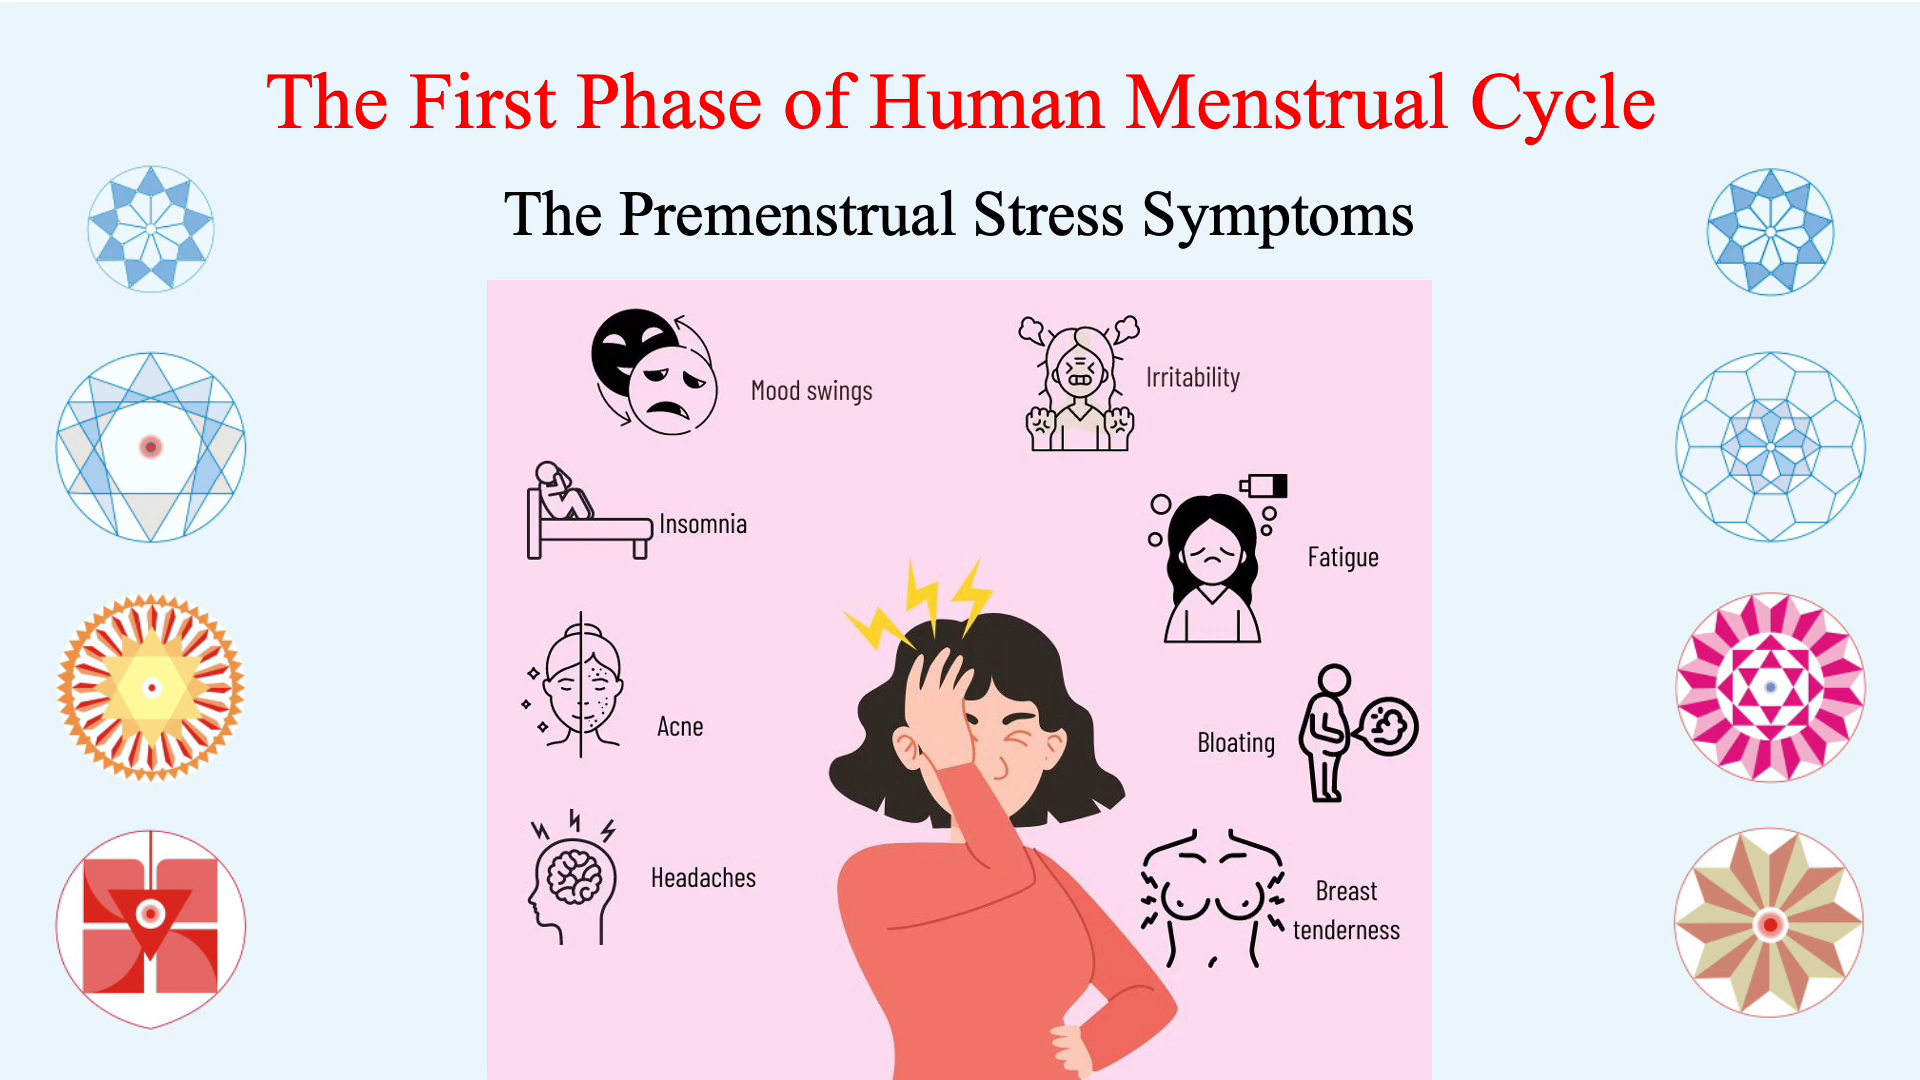 The First Phase of Human Menstrual Cycle
The Premenstrual Stress Symptoms
Mood swings
Irritability
Insomnia
Fatigue
Acne
Bloating
Headaches
Breast
tenderness